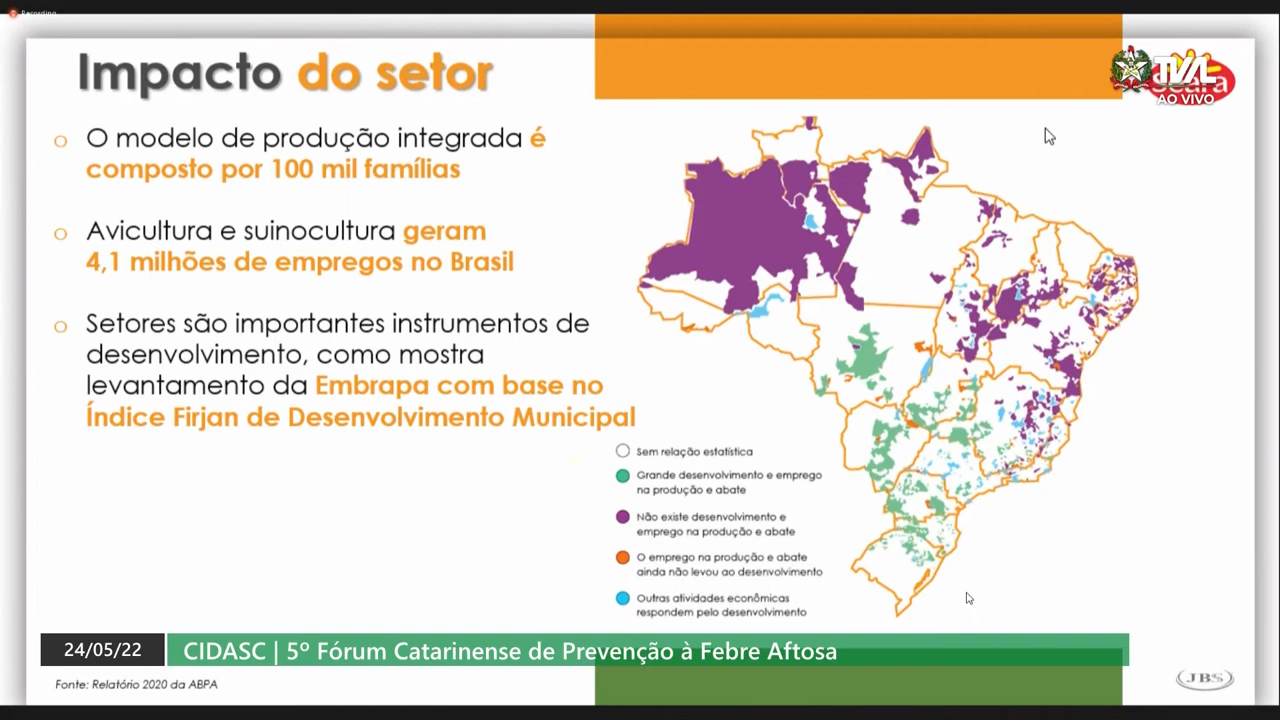 Recording
Impacto do setor
TVAL
Seara
AO VIVO
O modelo de produção integrada é
composto por 100 mil famílias
Avicultura e suinocultura geram
4,1 milhões de empregos no Brasil
Setores são importantes instrumentos de
desenvolvimento, como mostra
levantamento da Embrapa com base no
Índice Firjan de Desenvolvimento Municipal
Sem relação estatística
Grande desenvolvimento e emprego
na produção e abate
Não existe desenvolvimento e
emprego na produção e abate
O emprego na produção e abate
ainda não levou ao desenvolvimento
Outras atividades econômicas
respondem pelo desenvolvimento
24/05/22
CIDASC | 5º Fórum Catarinense de Prevenção à Febre Aftosa
Fonte: Relatório 2020 da ABPA
JBS